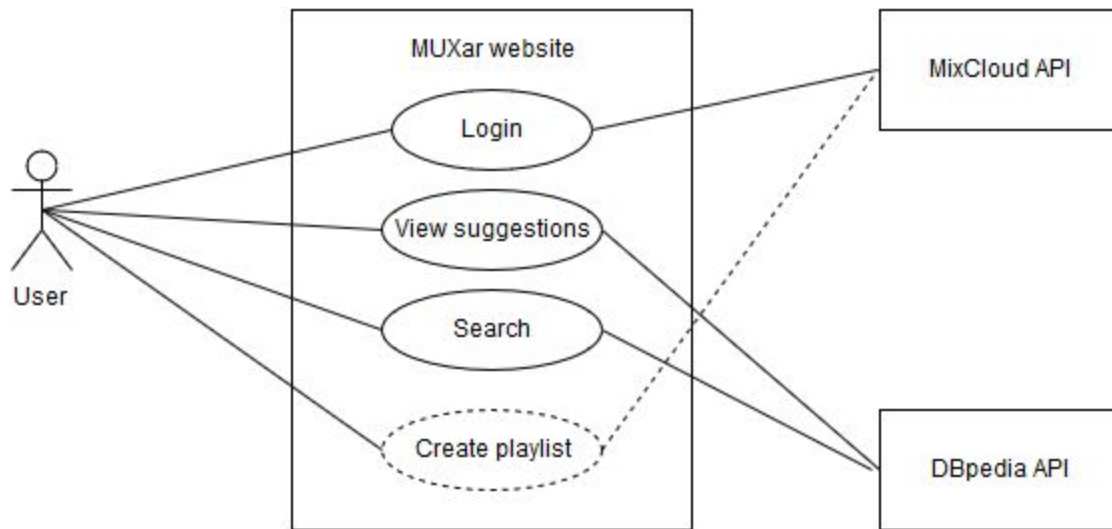 MUXar website
MixCloud API
Login
View suggestions
User
Search
Create playlist
DBpedia API